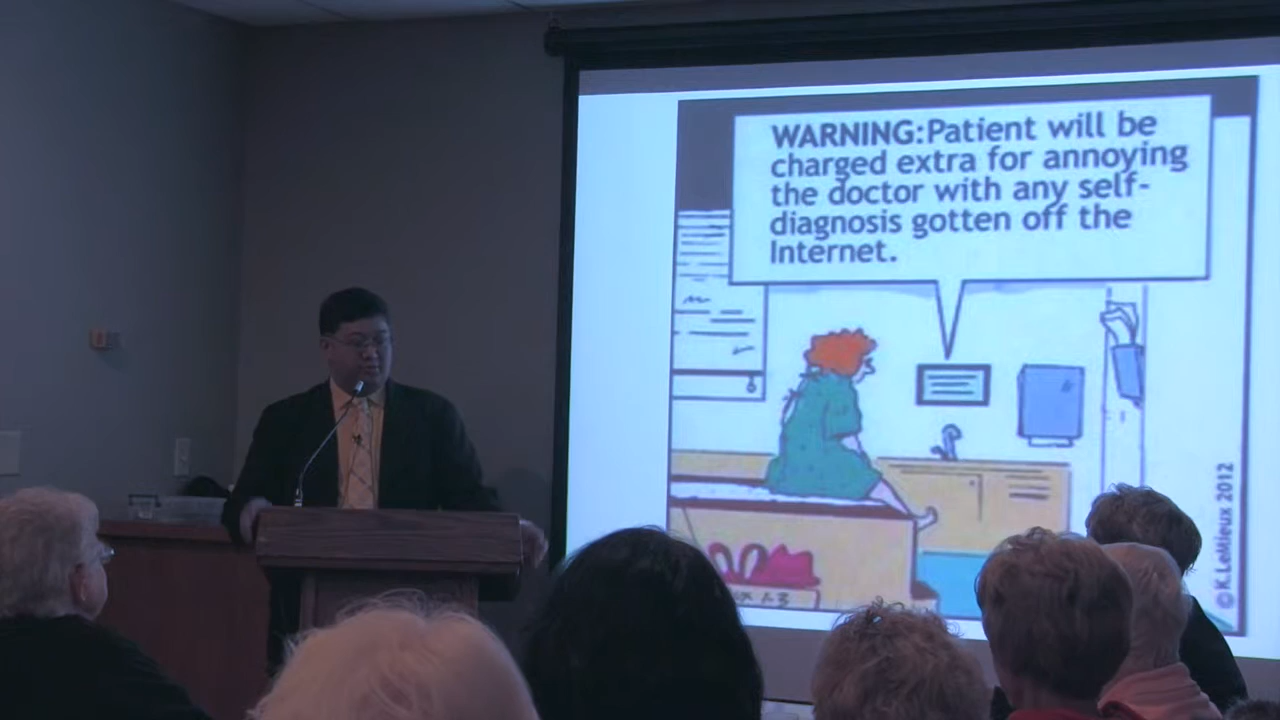 WARNING:Patient will be
charged extra for annoying
the doctor with any self-
diagnosis gotten off the
Internet.
© K.LeMieux 2012